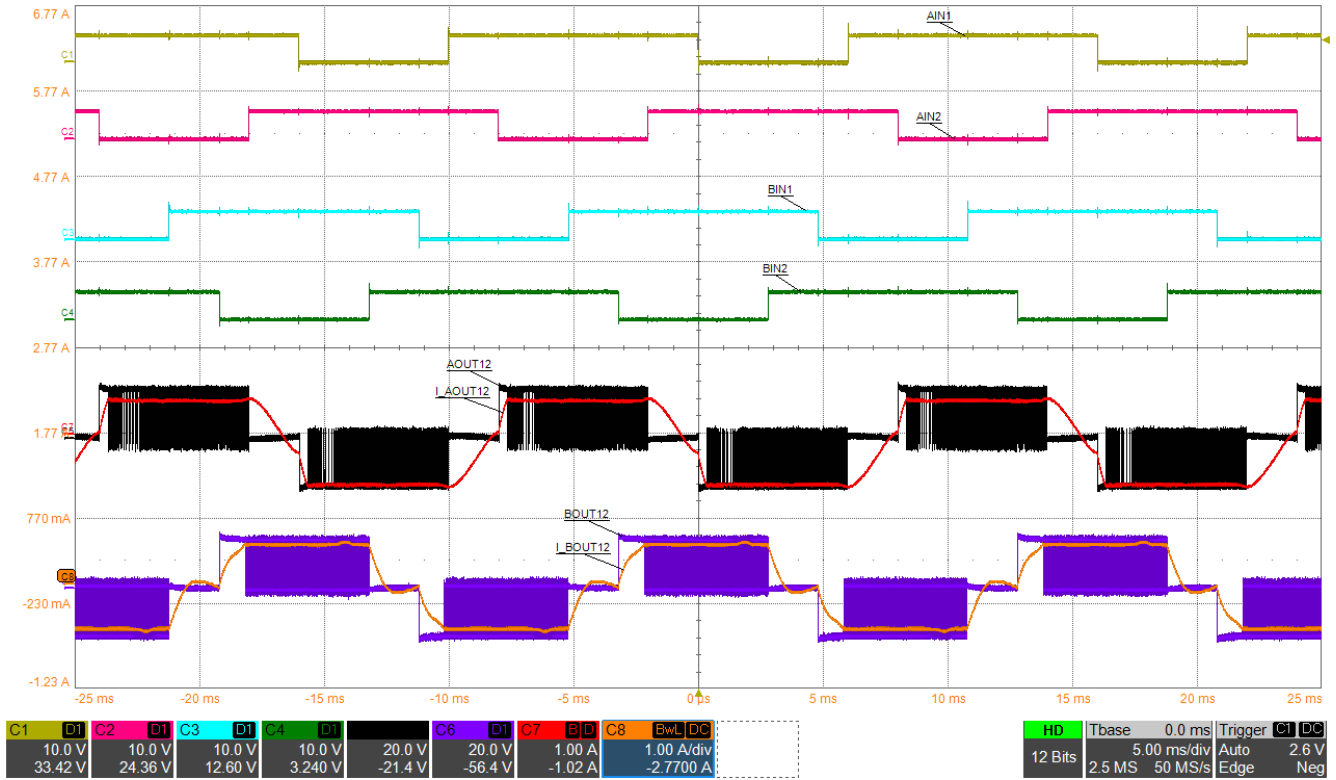 6.77 A
AIN1
C1
5.77 A
C2
AIN2
4.77 A
BIN1
C3
3.77 A
BIN2
C4
2.77 A
AOUT12
I_AOUT12
1.77 A
770 mA
BOUT12
I_BOUT12
C8
-230 mA
-1.23 A
-25 ms -20 ms -15 ms -10 ms -5 ms 0 µs 5 ms 10 ms 15 ms 20 ms 25 ms
C1 D1 C2 D1 C3 D1 C4 D1 C6 D1 C7 B D C8 BwL DC HD Tbase 0.0 ms Trigger C1 DC
10.0 V 10.0 V 10.0 V 10.0 V 20.0 V 20.0 V 1.00 A 1.00 A/div 12 Bits 5.00 ms/div Auto 2.6 V
33.42 V 24.36 V 12.60 V 3.240 V -21.4 V -56.4 V -1.02 A -2.7700 A 2.5 MS 50 MS/s Edge Neg